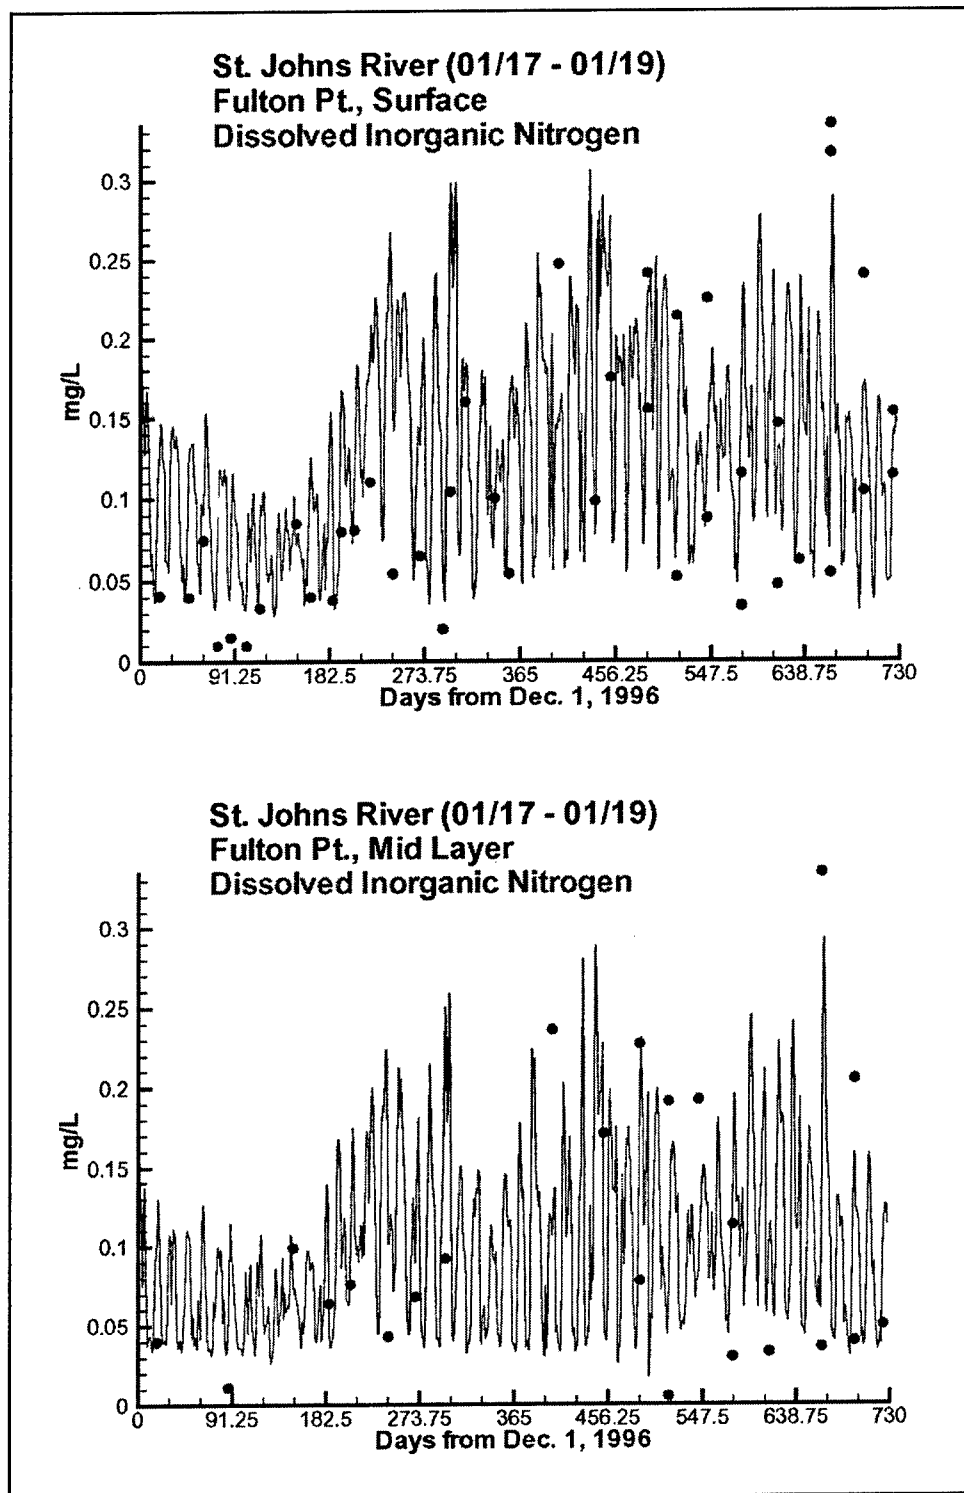 St. Johns River (01/17 - 01/19)
Fulton Pt., Surface
Dissolved Inorganic Nitrogen
0.3
0.25
0.2
0.15
0.1
0.05
0
mg/L
0 91.25 182.5 273.75 365 456.25 547.5 638.75 730
Days from Dec. 1, 1996
St. Johns River (01/17 - 01/19)
Fulton Pt., Mid Layer
Dissolved Inorganic Nitrogen
0.3
0.25
0.2
0.15
0.1
0.05
0
mg/L
0 91.25 182.5 273.75 365 456.25 547.5 638.75 730
Days from Dec. 1, 1996